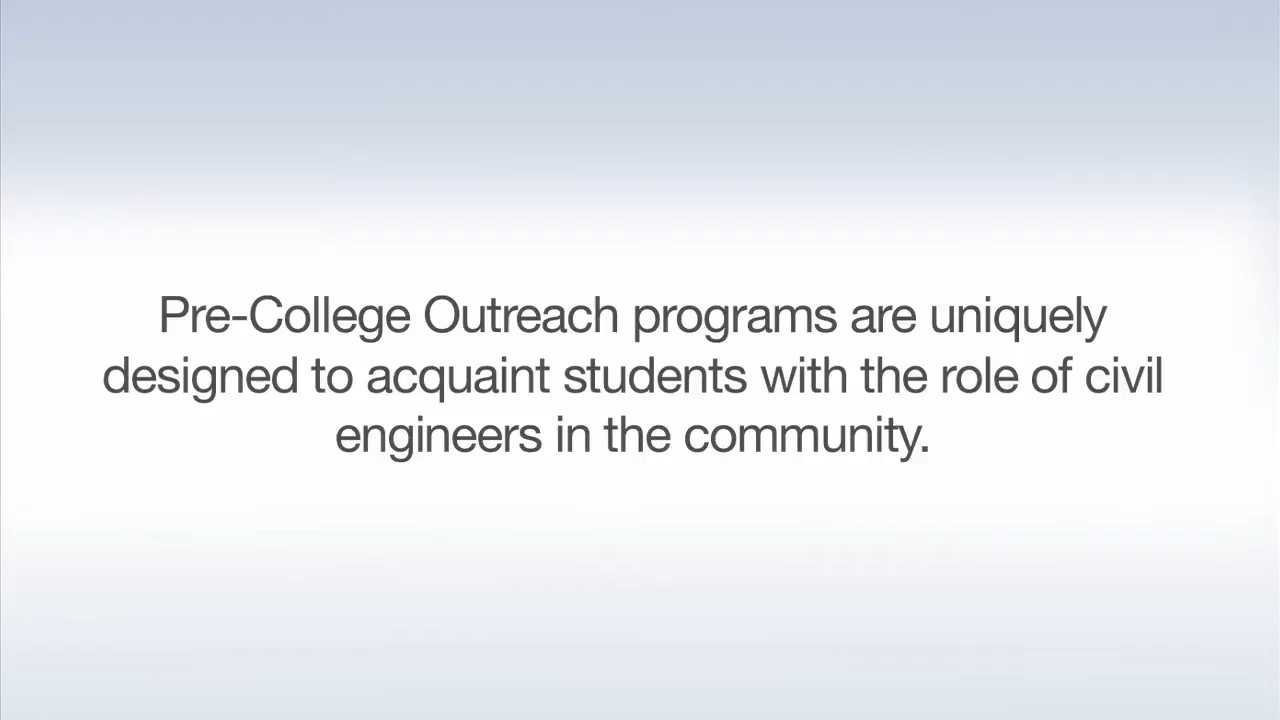 Pre-College Outreach programs are uniquely
designed to acquaint students with the role of civil
engineers in the community.